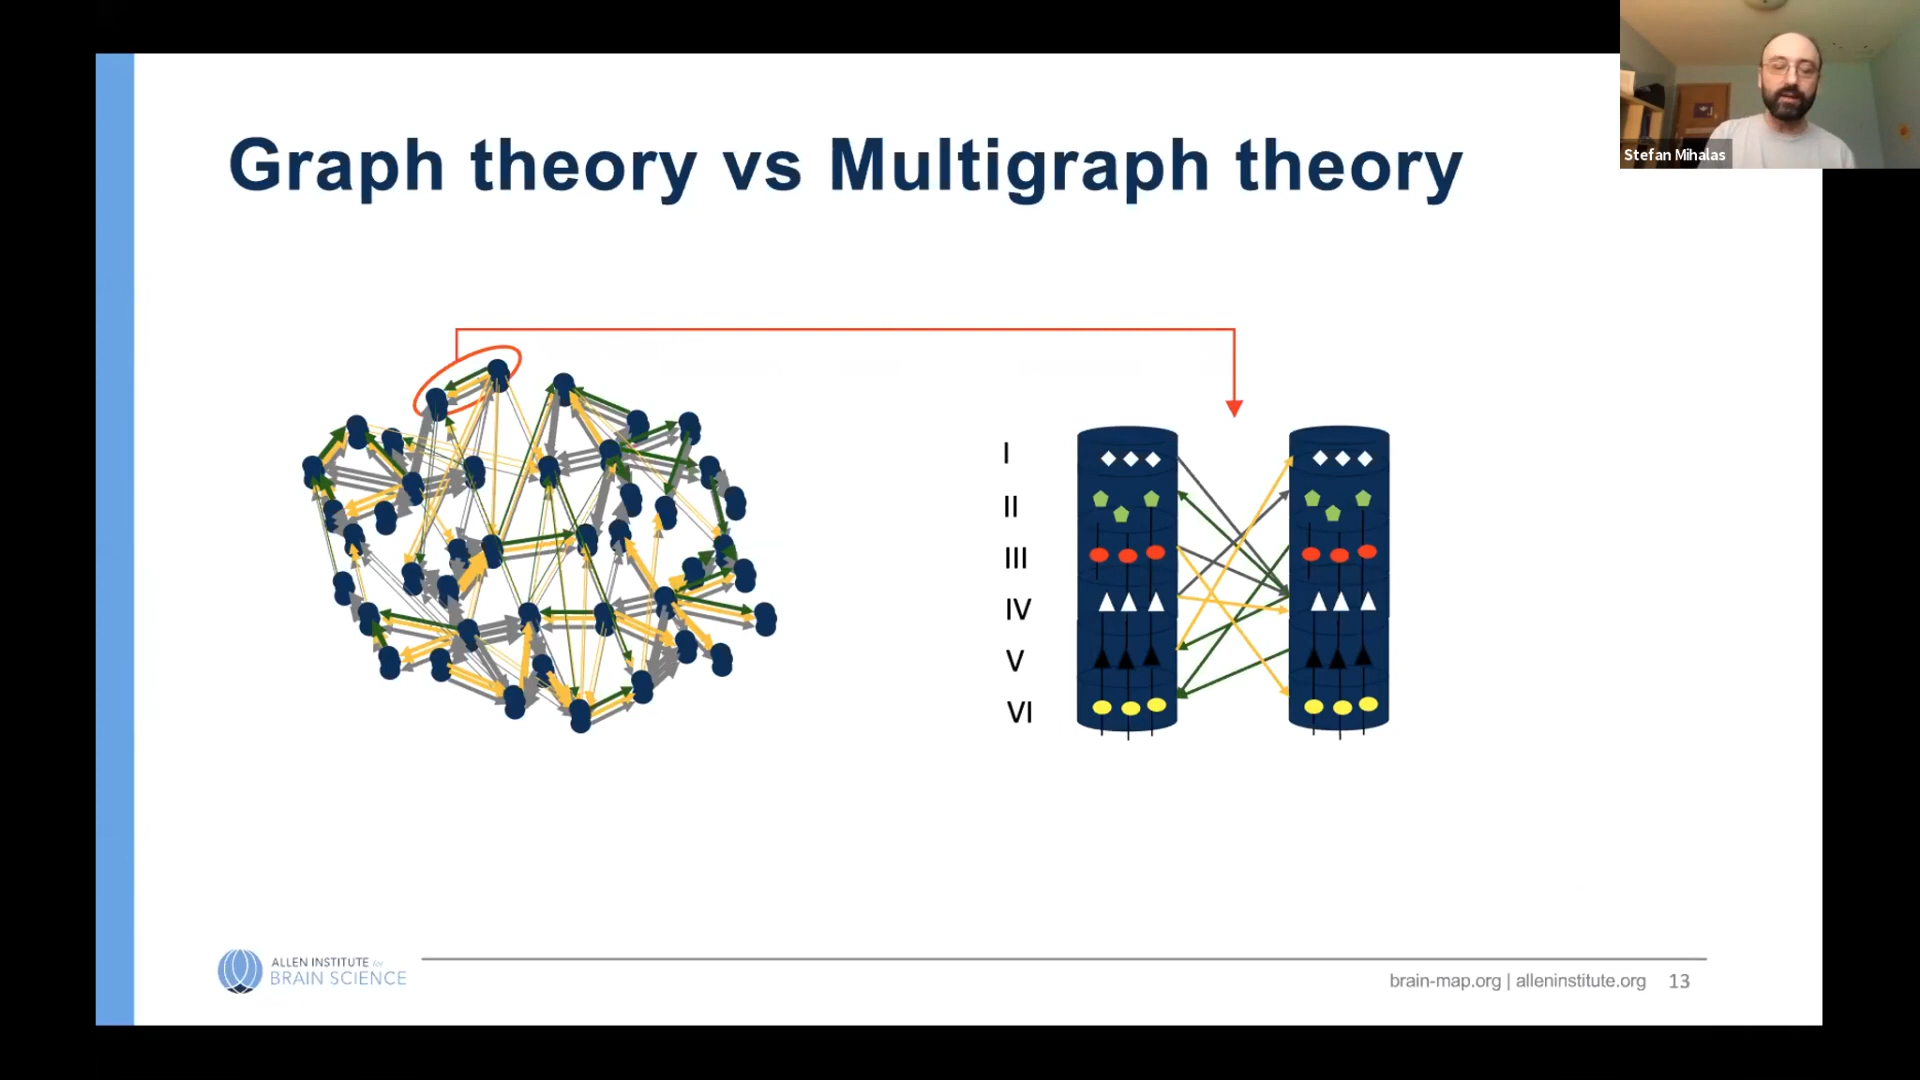 Stefan Mihalas
Graph theory vs Multigraph theory
I
II
III
IV
V
VI
ALLEN INSTITUTE for
BRAIN SCIENCE
brain-map.org | alleninstitute.org 13